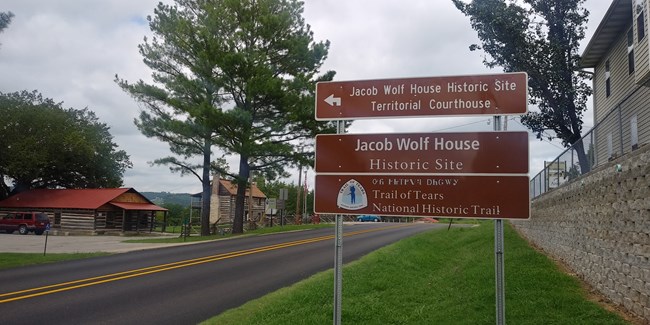 Jacob Wolf House Historic Site
Territorial Courthouse
Jacob Wolf House
Historic Site
Trail of Tears
National Historic Trail